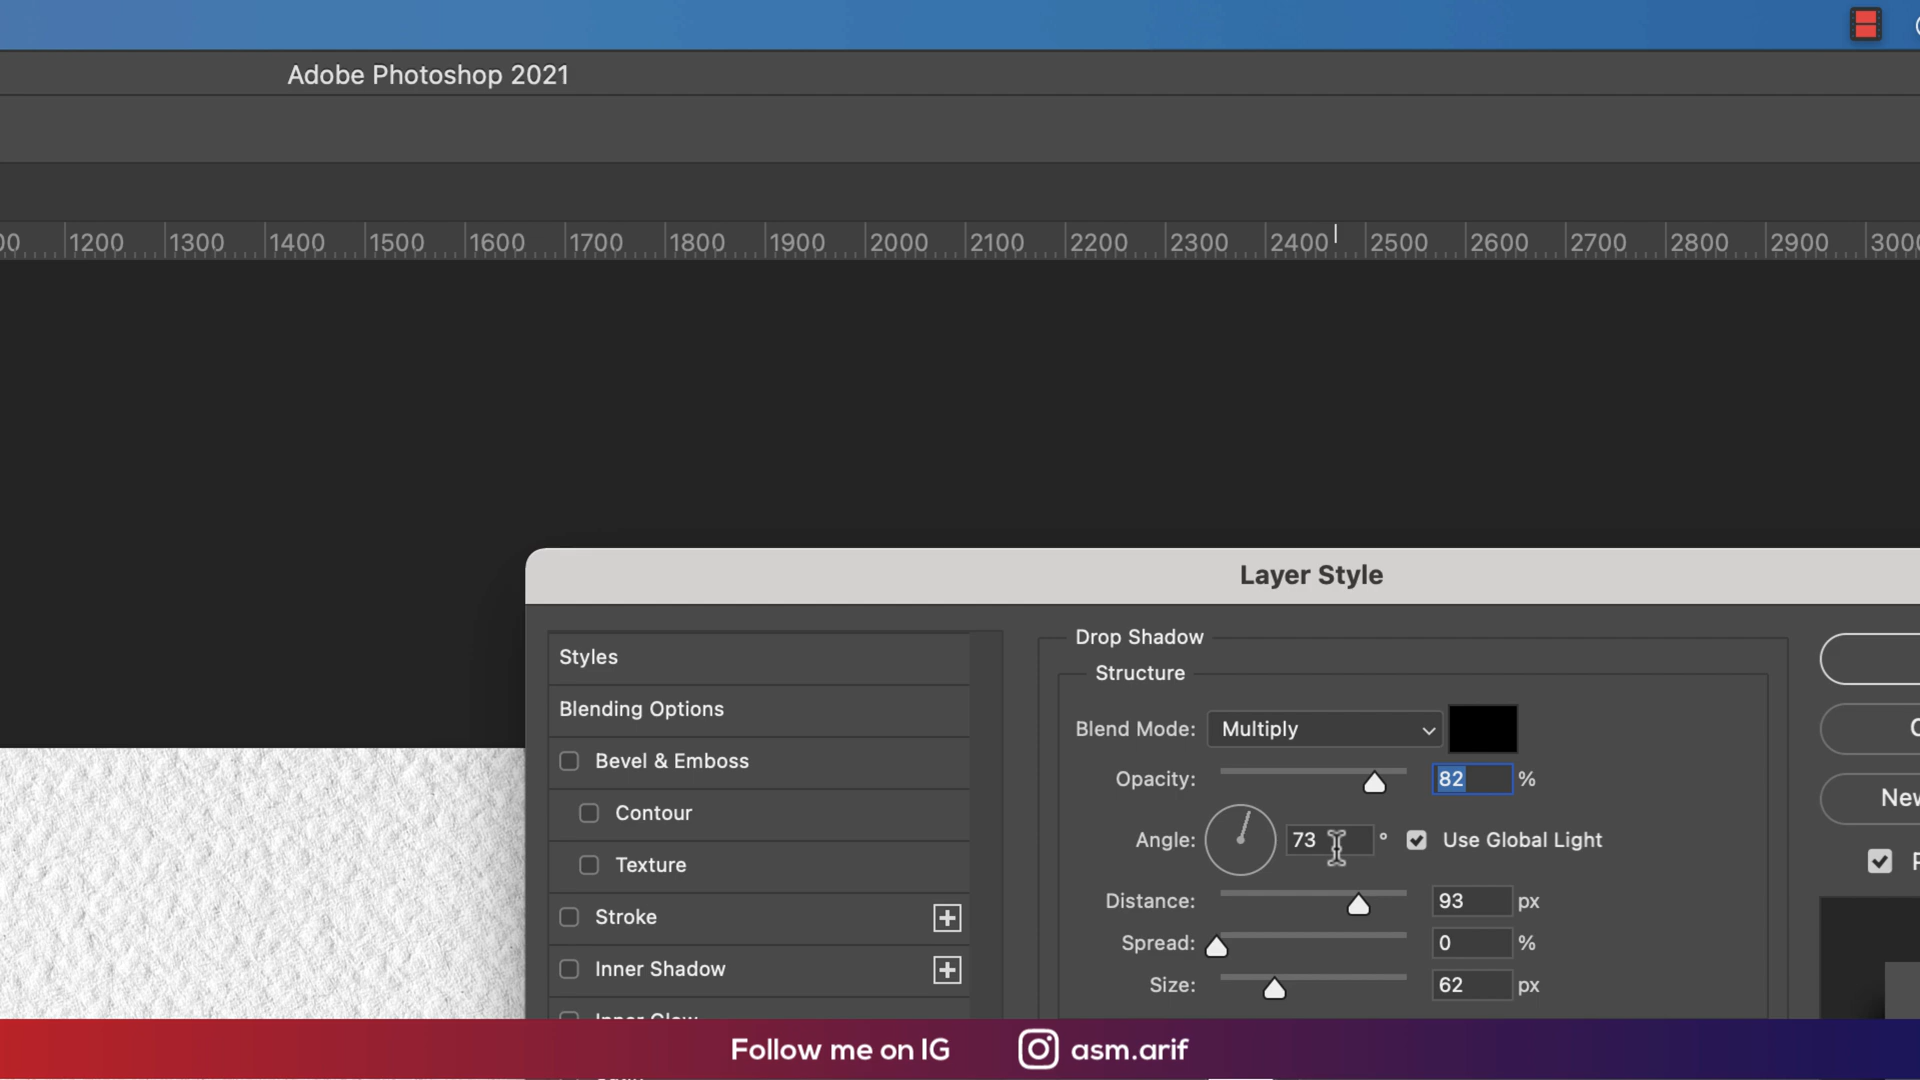 Adobe Photoshop 2021
00 1200 1300 1400 1500 1600 1700 1800 1900 2000 2100 2200 2300 2400 2500 2600 2700 2800 2900 3000
Layer Style
Styles
Blending Options
Bevel & Emboss
Contour
Texture
Stroke
Inner Shadow
Inner Glow
Drop Shadow
Structure
Blend Mode: Multiply
Opacity: 82 %
Angle: 73 ° Use Global Light
Distance: 93 px
Spread: 0 %
Size: 62 px
New
Follow me on IG asm.arif